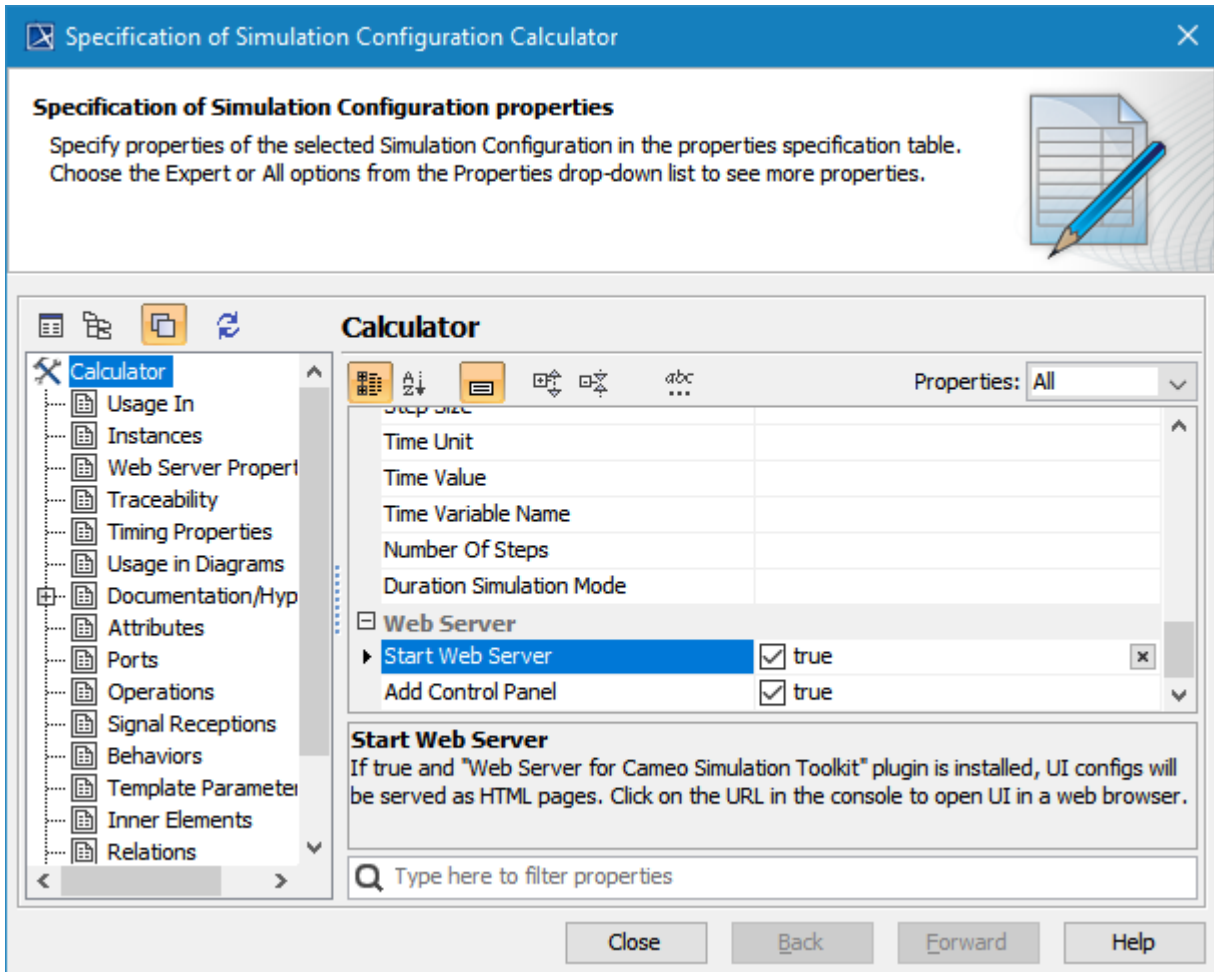 Specification of Simulation Configuration Calculator
Specification of Simulation Configuration properties
Specify properties of the selected Simulation Configuration in the properties specification table.
Choose the Expert or All options from the Properties drop-down list to see more properties.
Calculator
Usage In
Instances
Web Server Propert
Traceability
Timing Properties
Usage in Diagrams
Documentation/Hyp
Attributes
Ports
Operations
Signal Receptions
Behaviors
Template Parameter
Inner Elements
Relations
Calculator
Properties: All
Step Size
Time Unit
Time Value
Time Variable Name
Number Of Steps
Duration Simulation Mode
Web Server
Start Web Server true
Add Control Panel true
Start Web Server
If true and "Web Server for Cameo Simulation Toolkit" plugin is installed, UI configs will
be served as HTML pages. Click on the URL in the console to open UI in a web browser.
Type here to filter properties
Close Back Forward Help